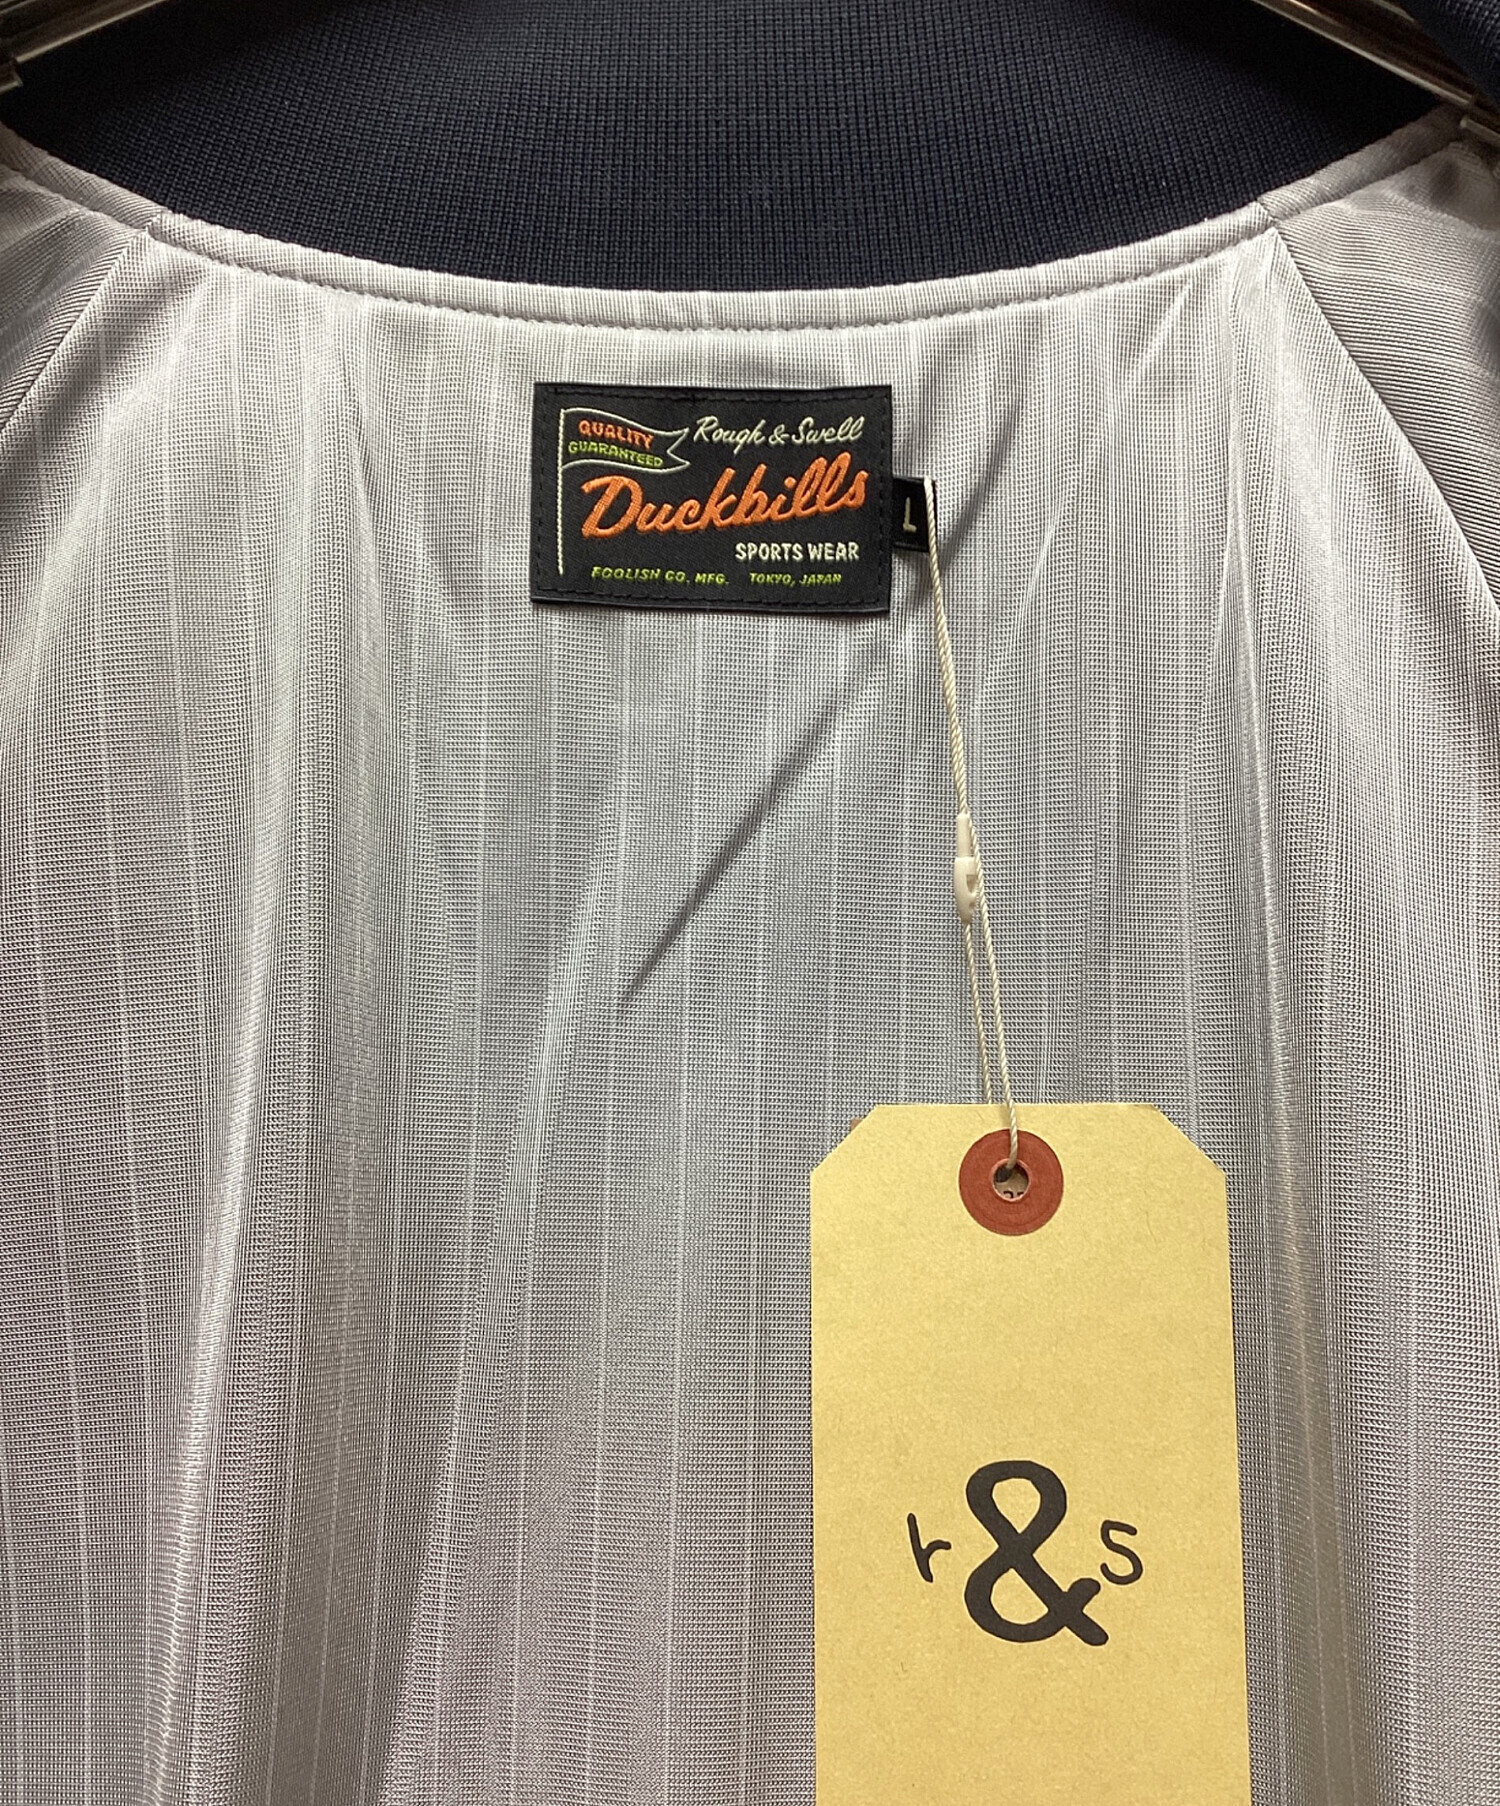 QUALITY
GUARANTEED
Rough & Swell
Duckbills
SPORTS WEAR
FOOLISH CO. MFG. TOKYO, JAPAN
L
r & s